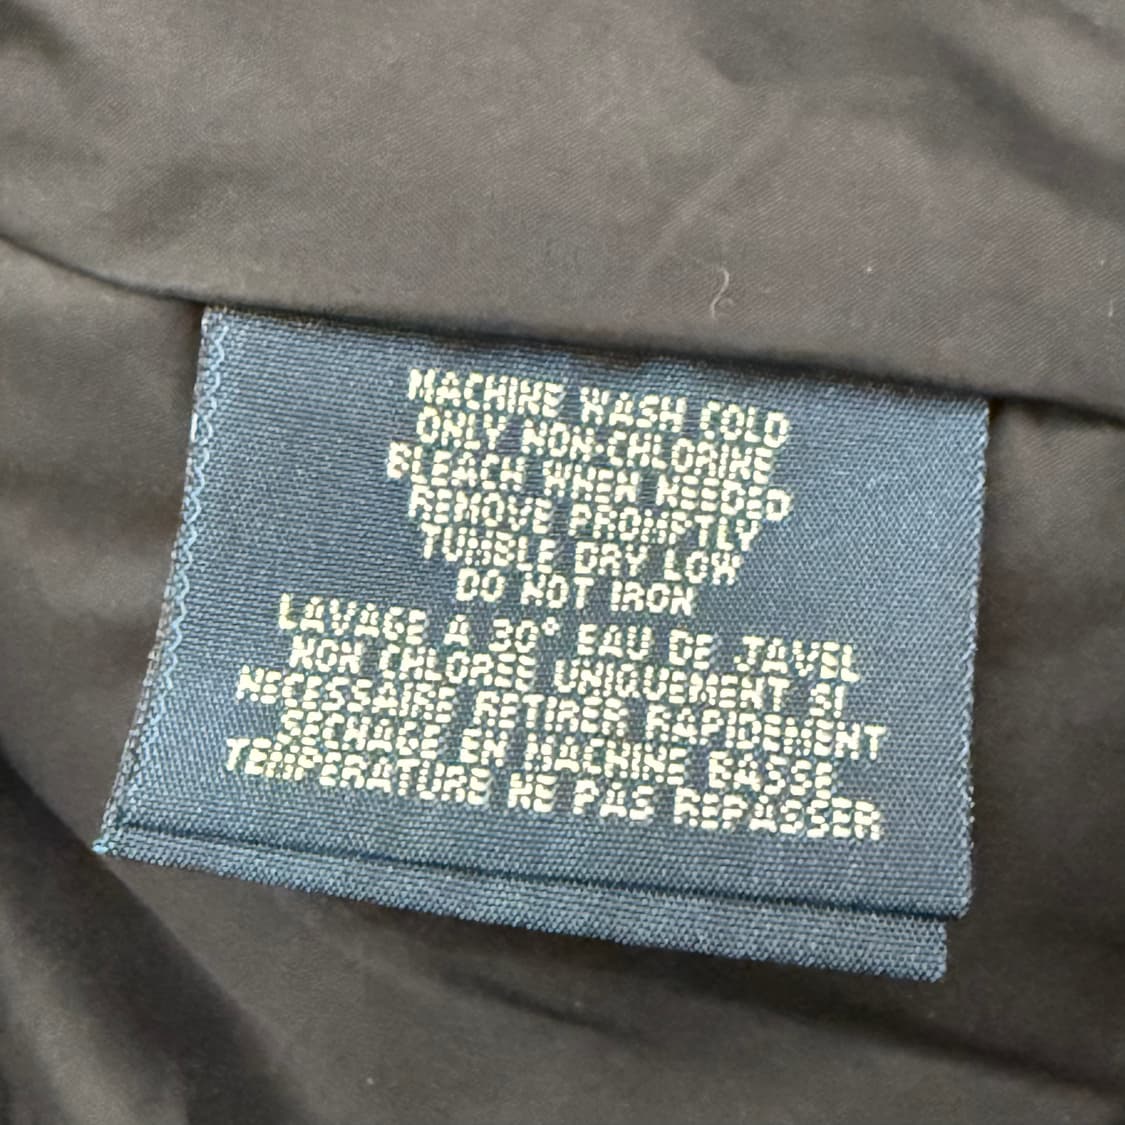 MACHINE WASH COLD
ONLY NON-CHLORINE
BLEACH WHEN NEEDED
REMOVE PROMPTLY
TUMBLE DRY LOW
DO NOT IRON
LAVAGE A 30° EAU DE JAVEL
NON CHLOREE UNIQUEMENT SI
NECESSAIRE RETIRER RAPIDEMENT
SECHAGE EN MACHINE BASSE
TEMPERATURE NE PAS REPASSER